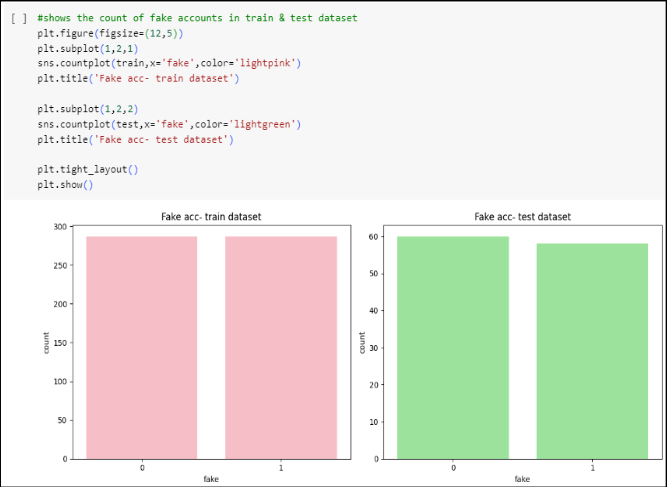 [ ] #shows the count of fake accounts in train & test dataset
plt.figure(figsize=(12,5))
plt.subplot(1,2,1)
sns.countplot(train,x='fake',color='lightpink')
plt.title('Fake acc- train dataset')
plt.subplot(1,2,2)
sns.countplot(test,x='fake',color='lightgreen')
plt.title('Fake acc- test dataset')
plt.tight_layout()
plt.show()
Fake acc- train dataset
300
250
200
150
100
50
0
count
0 1
fake
Fake acc- test dataset
60
50
40
30
20
10
0
count
0 1
fake